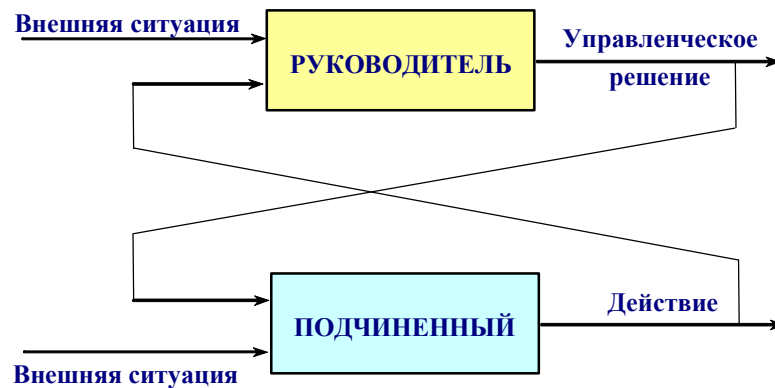 Внешняя ситуация
РУКОВОДИТЕЛЬ
Управленческое
решение
ПОДЧИНЕННЫЙ
Действие
Внешняя ситуация